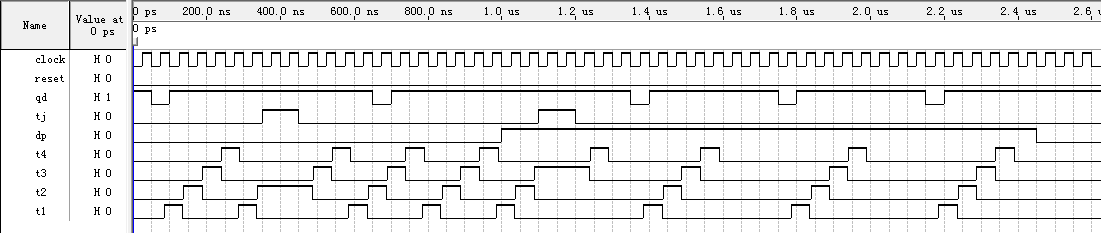 Name
Value at
0 ps
0 ps 200.0 ns 400.0 ns 600.0 ns 800.0 ns 1.0 us 1.2 us 1.4 us 1.6 us 1.8 us 2.0 us 2.2 us 2.4 us 2.6 u
0 ps
clock H 0
reset H 0
qd H 1
tj H 0
dp H 0
t4 H 0
t3 H 0
t2 H 0
t1 H 0